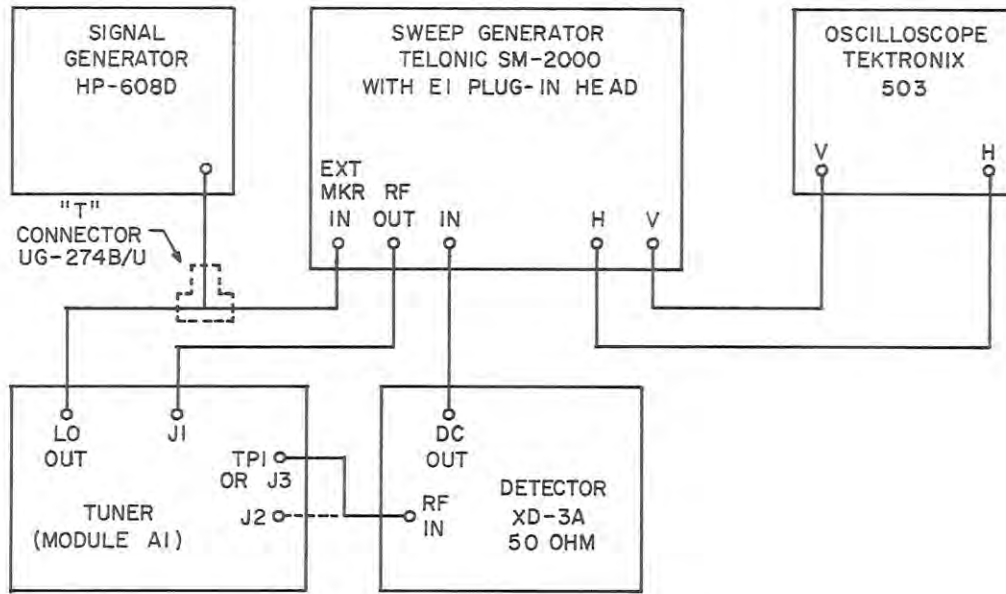 SIGNAL
GENERATOR
HP-608D
SWEEP GENERATOR
TELONIC SM-2000
WITH E1 PLUG-IN HEAD
OSCILLOSCOPE
TEKTRONIX
503
V
H
EXT
MKR RF
IN OUT IN
H V
"T"
CONNECTOR
UG-274B/U
LO
OUT
J1
TP1
OR J3
J2
TUNER
(MODULE A1)
DC
OUT
RF
IN
DETECTOR
XD-3A
50 OHM